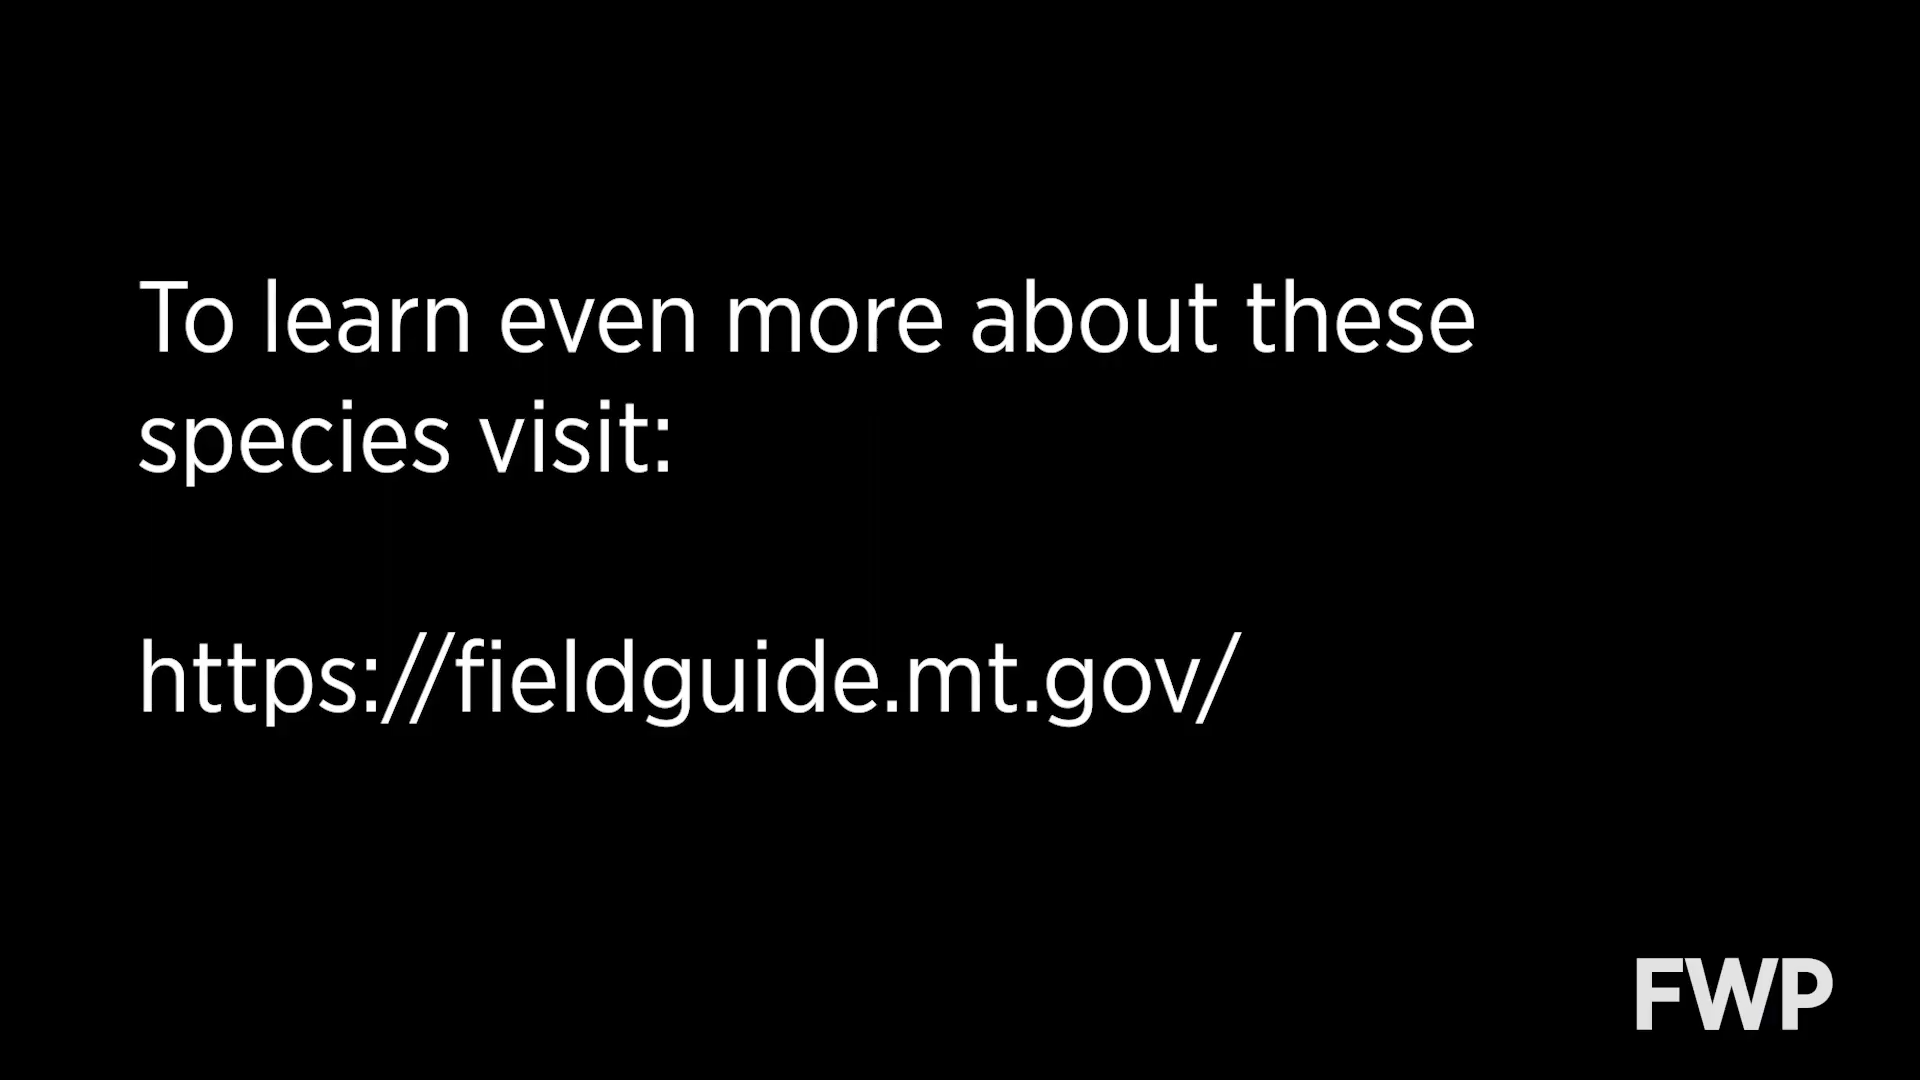 To learn even more about these
species visit:
https://fieldguide.mt.gov/
FWP